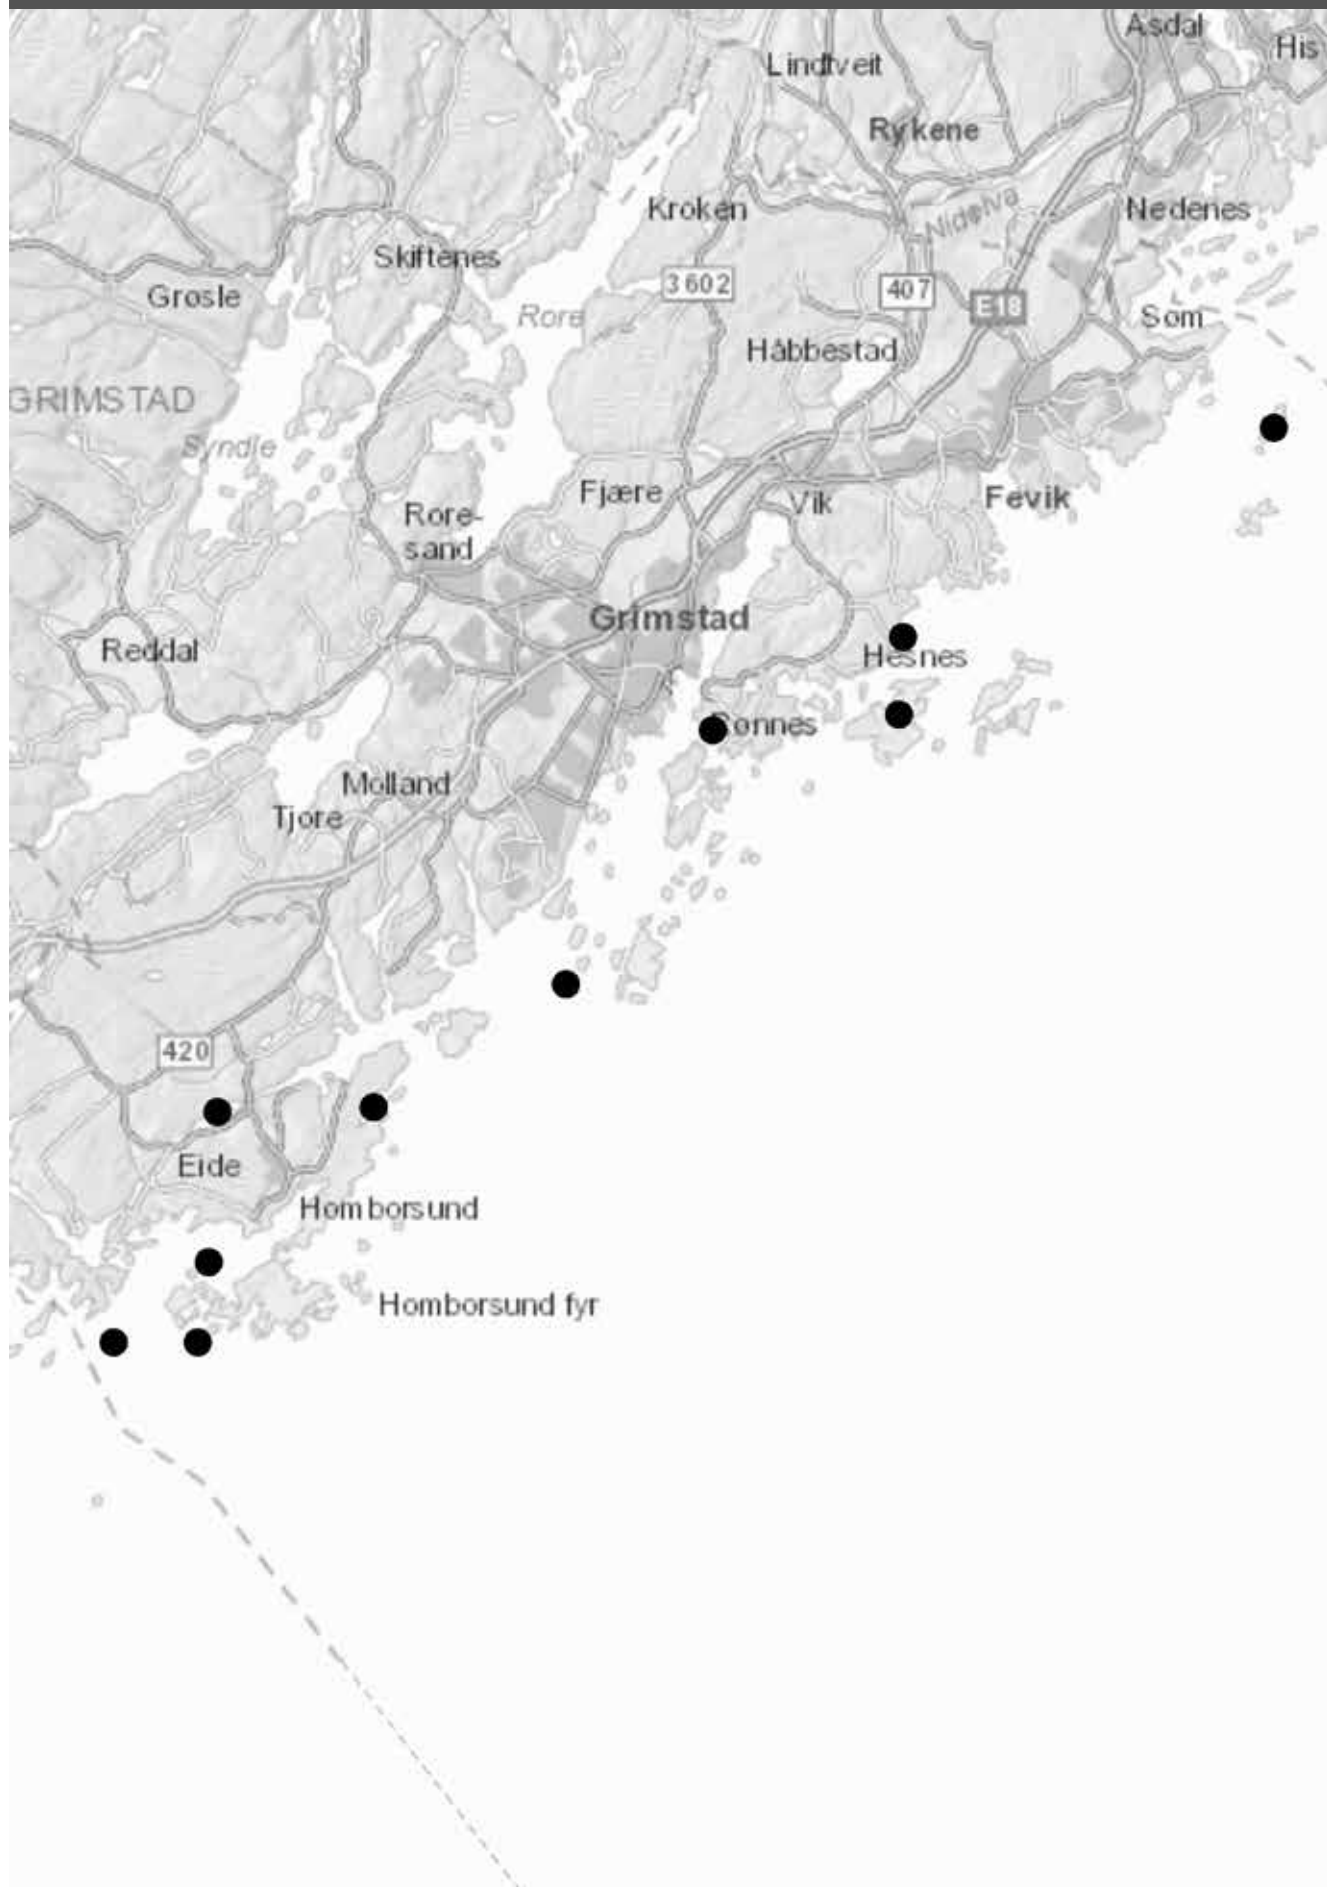 Asdal
His
Lindtveit
Rykene
Kroken
Nidelva
Nedenes
Skiftenes
3602
407
E18
Grosle
Rore
Søm
Håbbestad
GRIMSTAD
Syndle
Fjære
Vik
Fevik
Rore-
sand
Grimstad
Reddal
Hesnes
Molland
Tjore
420
Eide
Homborsund
Homborsund fyr